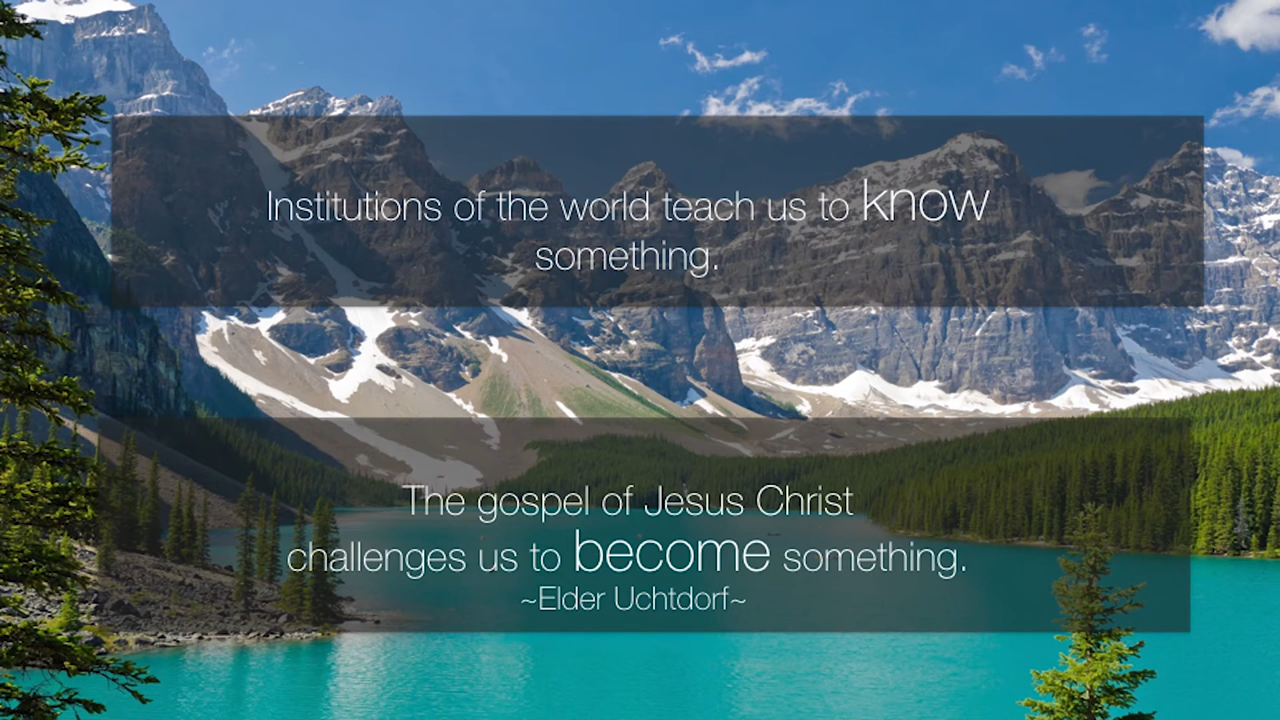 Institutions of the world teach us to know
something.
The gospel of Jesus Christ
challenges us to become something.
~Elder Uchtdorf~